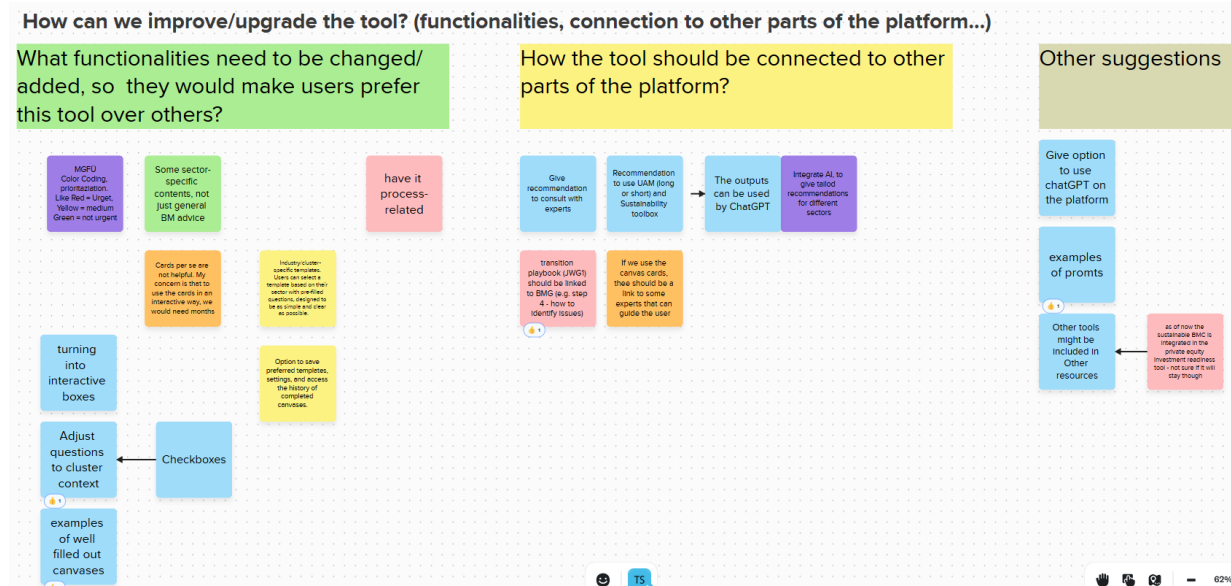 How can we improve/upgrade the tool? (functionalities, connection to other parts of the platform...)
What functionalities need to be changed/
added, so they would make users prefer
this tool over others?
How the tool should be connected to other
parts of the platform?
Other suggestions
MGFÜ
Color Coding,
prioritaziation.
Like Red = Urget,
Yellow = medium
Green = not urgent
Some sector-
specific
contents, not
just general
BM advice
have it
process-
related
Cards per se are
not helpful. My
concern is that to
use the cards in an
interactive way, we
would need months
Industry/cluster-
specific templates.
Users can select a
template based on their
sector with pre-filled
questions, designed to
be as simple and clear
as possible.
turning
into
interactive
boxes
Option to save
preferred templates,
settings, and access
the history of
completed
canvases.
Adjust
questions
to cluster
context
1
Checkboxes
examples
of well
filled out
canvases
Give
recommendation
to consult with
experts
Recommendation
to use UAM (long
or short) and
Sustainability
toolbox
The outputs
can be used
by ChatGPT
Integrate AI, to
give tailod
recommendations
for different
sectors
transition
playbook (JWG1)
should be linked
to BMG (e.g. step
4 - how to
Identify Issues)
1
If we use the
canvas cards,
thee should be a
link to some
experts that can
guide the user
Give option
to use
chatGPT on
the platform
examples
of promts
1
Other tools
might be
included in
Other
resources
as of now the
sustainable BMC is
integrated in the
private equity
investment readiness
tool - not sure if it will
stay though
TS
62%